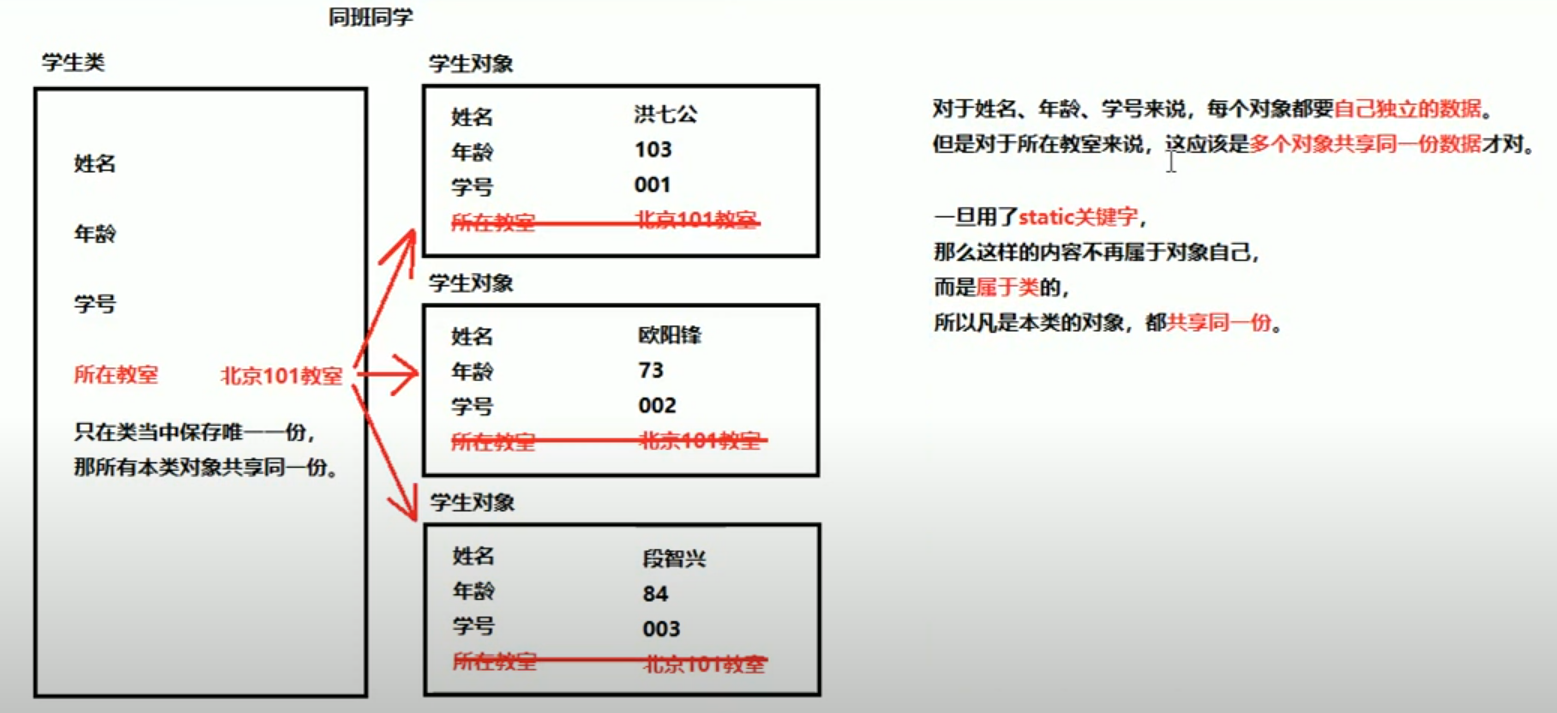 同班同学
学生类
姓名
年龄
学号
所在教室 北京101教室
只在类当中保存唯一一份，
那所有本类对象共享同一份。
学生对象
姓名 洪七公
年龄 103
学号 001
所在教室 北京101教室
学生对象
姓名 欧阳锋
年龄 73
学号 002
所在教室 北京101教室
学生对象
姓名 段智兴
年龄 84
学号 003
所在教室 北京101教室
对于姓名、年龄、学号来说，每个对象都要自己独立的数据。
但是对于所在教室来说，这应该是多个对象共享同一份数据才对。
一旦用了static关键字，
那么这样的内容不再属于对象自己，
而是属于类的，
所以凡是本类的对象，都共享同一份。